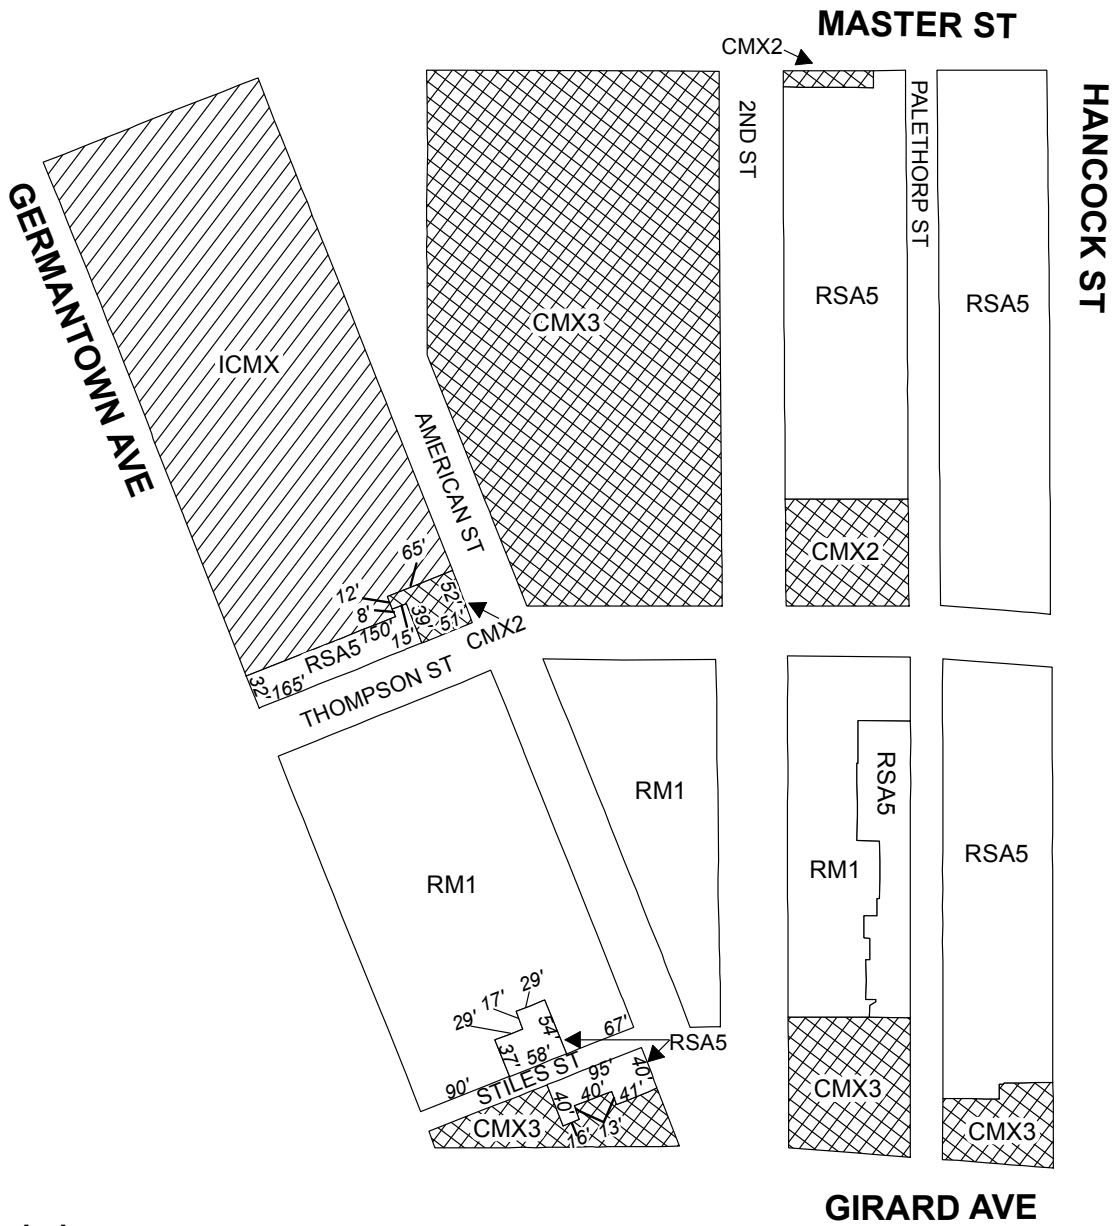 MASTER ST
CMX2
HANCOCK ST
2ND ST
PALETHORP ST
GERMANTOWN AVE
RSA5
RSA5
CMX3
ICMX
AMERICAN ST
CMX2
65'
12'
52'
8'
39'
51'
150'
15'
CMX2
RSA5
32'
165'
THOMPSON ST
RSA5
RM1
RSA5
RM1
RM1
29'
17'
29'
54'
67'
RSA5
37'
58'
STILES ST
95'
40'
90'
40'
41'
40'
CMX3
16'
13'
CMX3
CMX3
GIRARD AVE